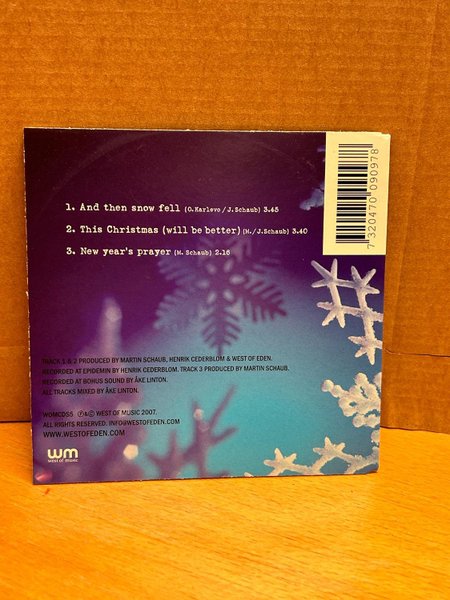 1. And then snow fell (O. Karlevo / J. Schaub) 3.45
2. This Christmas (will be better) (M./J. Schaub) 3.40
3. New year's prayer (M. Schaub) 2.16
7 320470 090978
TRACK 1 & 2 PRODUCED BY MARTIN SCHAUB, HENRIK CEDERBLOM & WEST OF EDEN.
RECORDED AT EPIDEMIN BY HENRIK CEDERBLOM. TRACK 3 PRODUCED BY MARTIN SCHAUB.
RECORDED AT BOHUS SOUND BY ÅKE LINTON.
ALL TRACKS MIXED BY ÅKE LINTON.
WOMCDS5 ℗&© WEST OF MUSIC 2007.
ALL RIGHTS RESERVED. INFO@WESTOFEDEN.COM
WWW.WESTOFEDEN.COM
wm
west of music